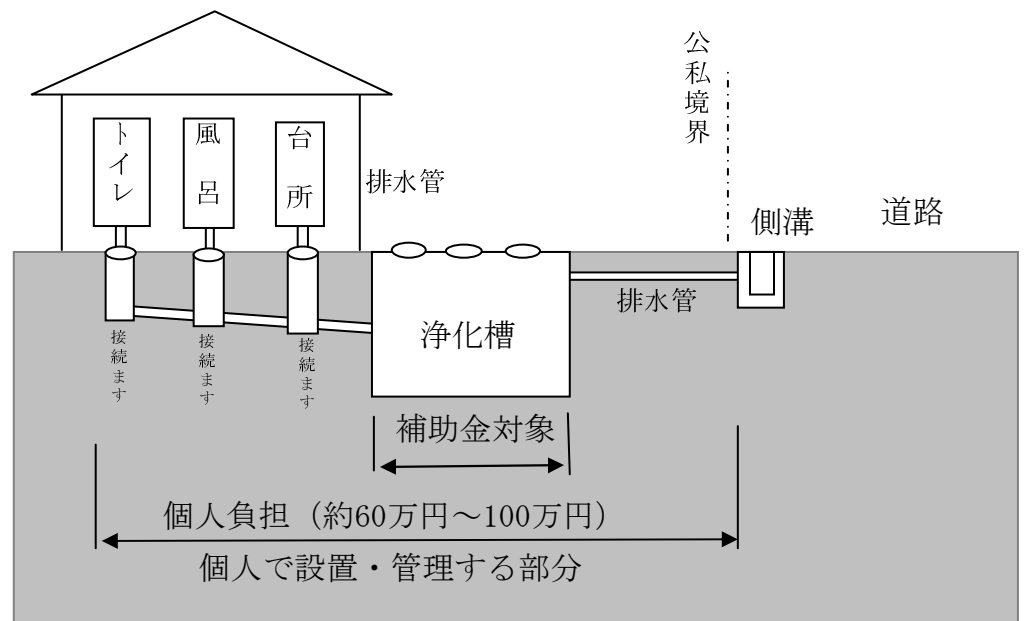 公私境界
トイレ
風呂
台所
排水管
側溝
道路
排水管
浄化槽
接続ます
接続ます
接続ます
補助金対象
個人負担（約60万円～100万円）
個人で設置・管理する部分